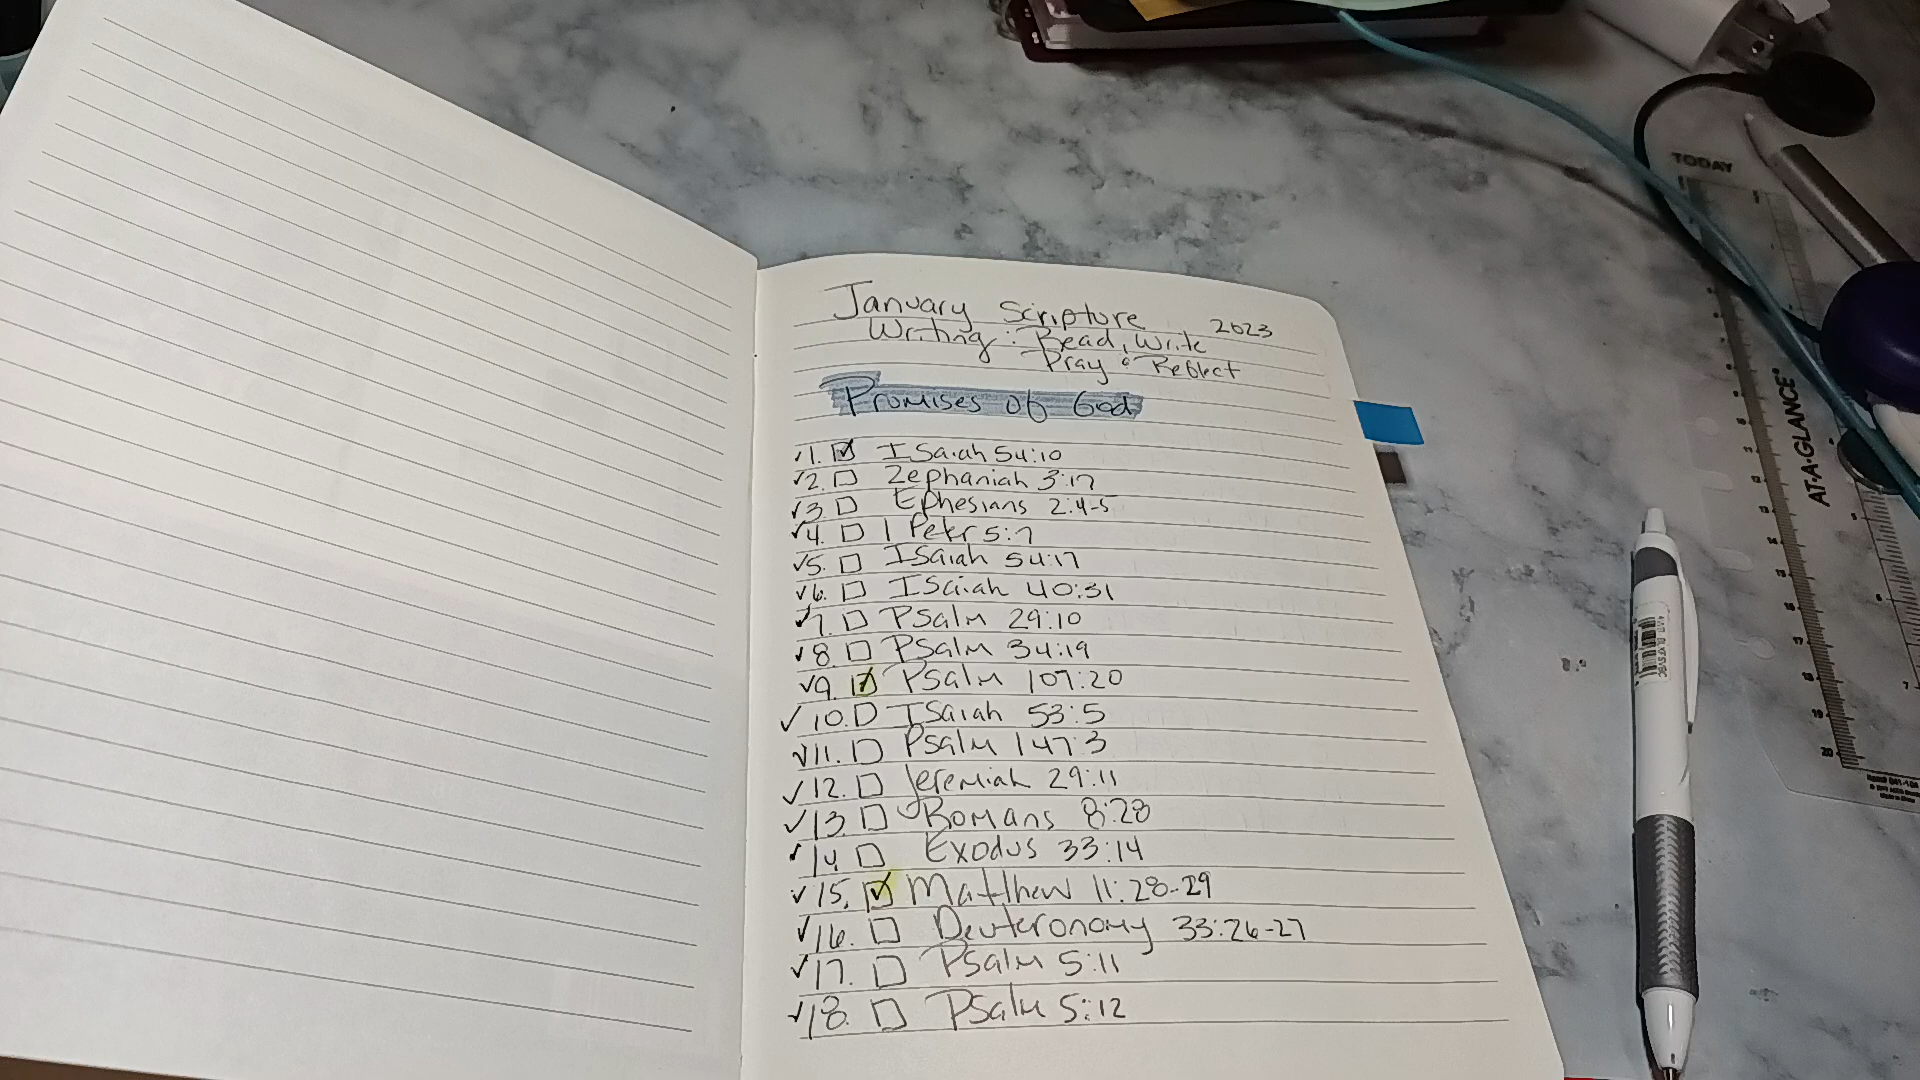 January Scripture 2023
Writing: Read, Write
Pray & Reflect
Promises of God
✓1. ☑ Isaiah 54:10
✓2. ☐ Zephaniah 3:17
✓3. ☐ Ephesians 2:4-5
✓4. ☐ 1 Peter 5:7
✓5. ☐ Isaiah 54:17
✓6. ☐ Isaiah 40:31
✓7. ☐ Psalm 29:10
✓8. ☐ Psalm 34:19
✓9. ☑ Psalm 107:20
✓10. ☐ Isaiah 53:5
✓11. ☐ Psalm 147:3
✓12. ☐ Jeremiah 29:11
✓13. ☐ Romans 8:28
✓14. ☐ Exodus 33:14
✓15. ☑ Matthew 11:28-29
✓16. ☐ Deuteronomy 33:26-27
✓17. ☐ Psalm 5:11
✓18. ☐ Psalm 5:12
TODAY
AT-A-GLANCE